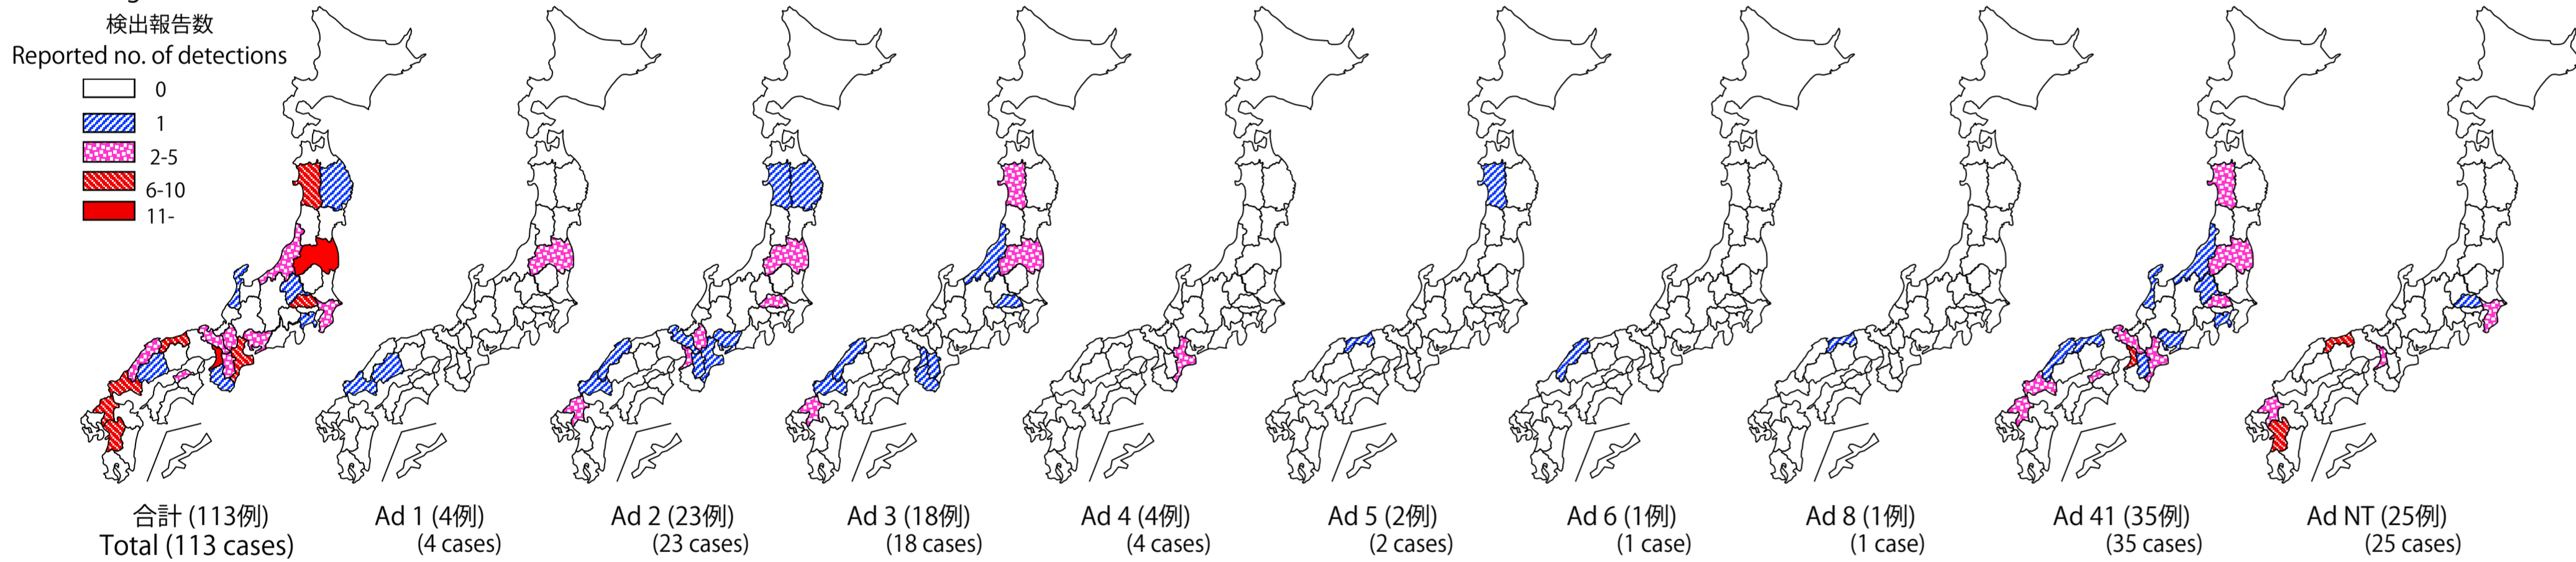 検出報告数
Reported no. of detections
0
1
2-5
6-10
11-
合計 (113例)
Total (113 cases)
Ad 1 (4例)
(4 cases)
Ad 2 (23例)
(23 cases)
Ad 3 (18例)
(18 cases)
Ad 4 (4例)
(4 cases)
Ad 5 (2例)
(2 cases)
Ad 6 (1例)
(1 case)
Ad 8 (1例)
(1 case)
Ad 41 (35例)
(35 cases)
Ad NT (25例)
(25 cases)